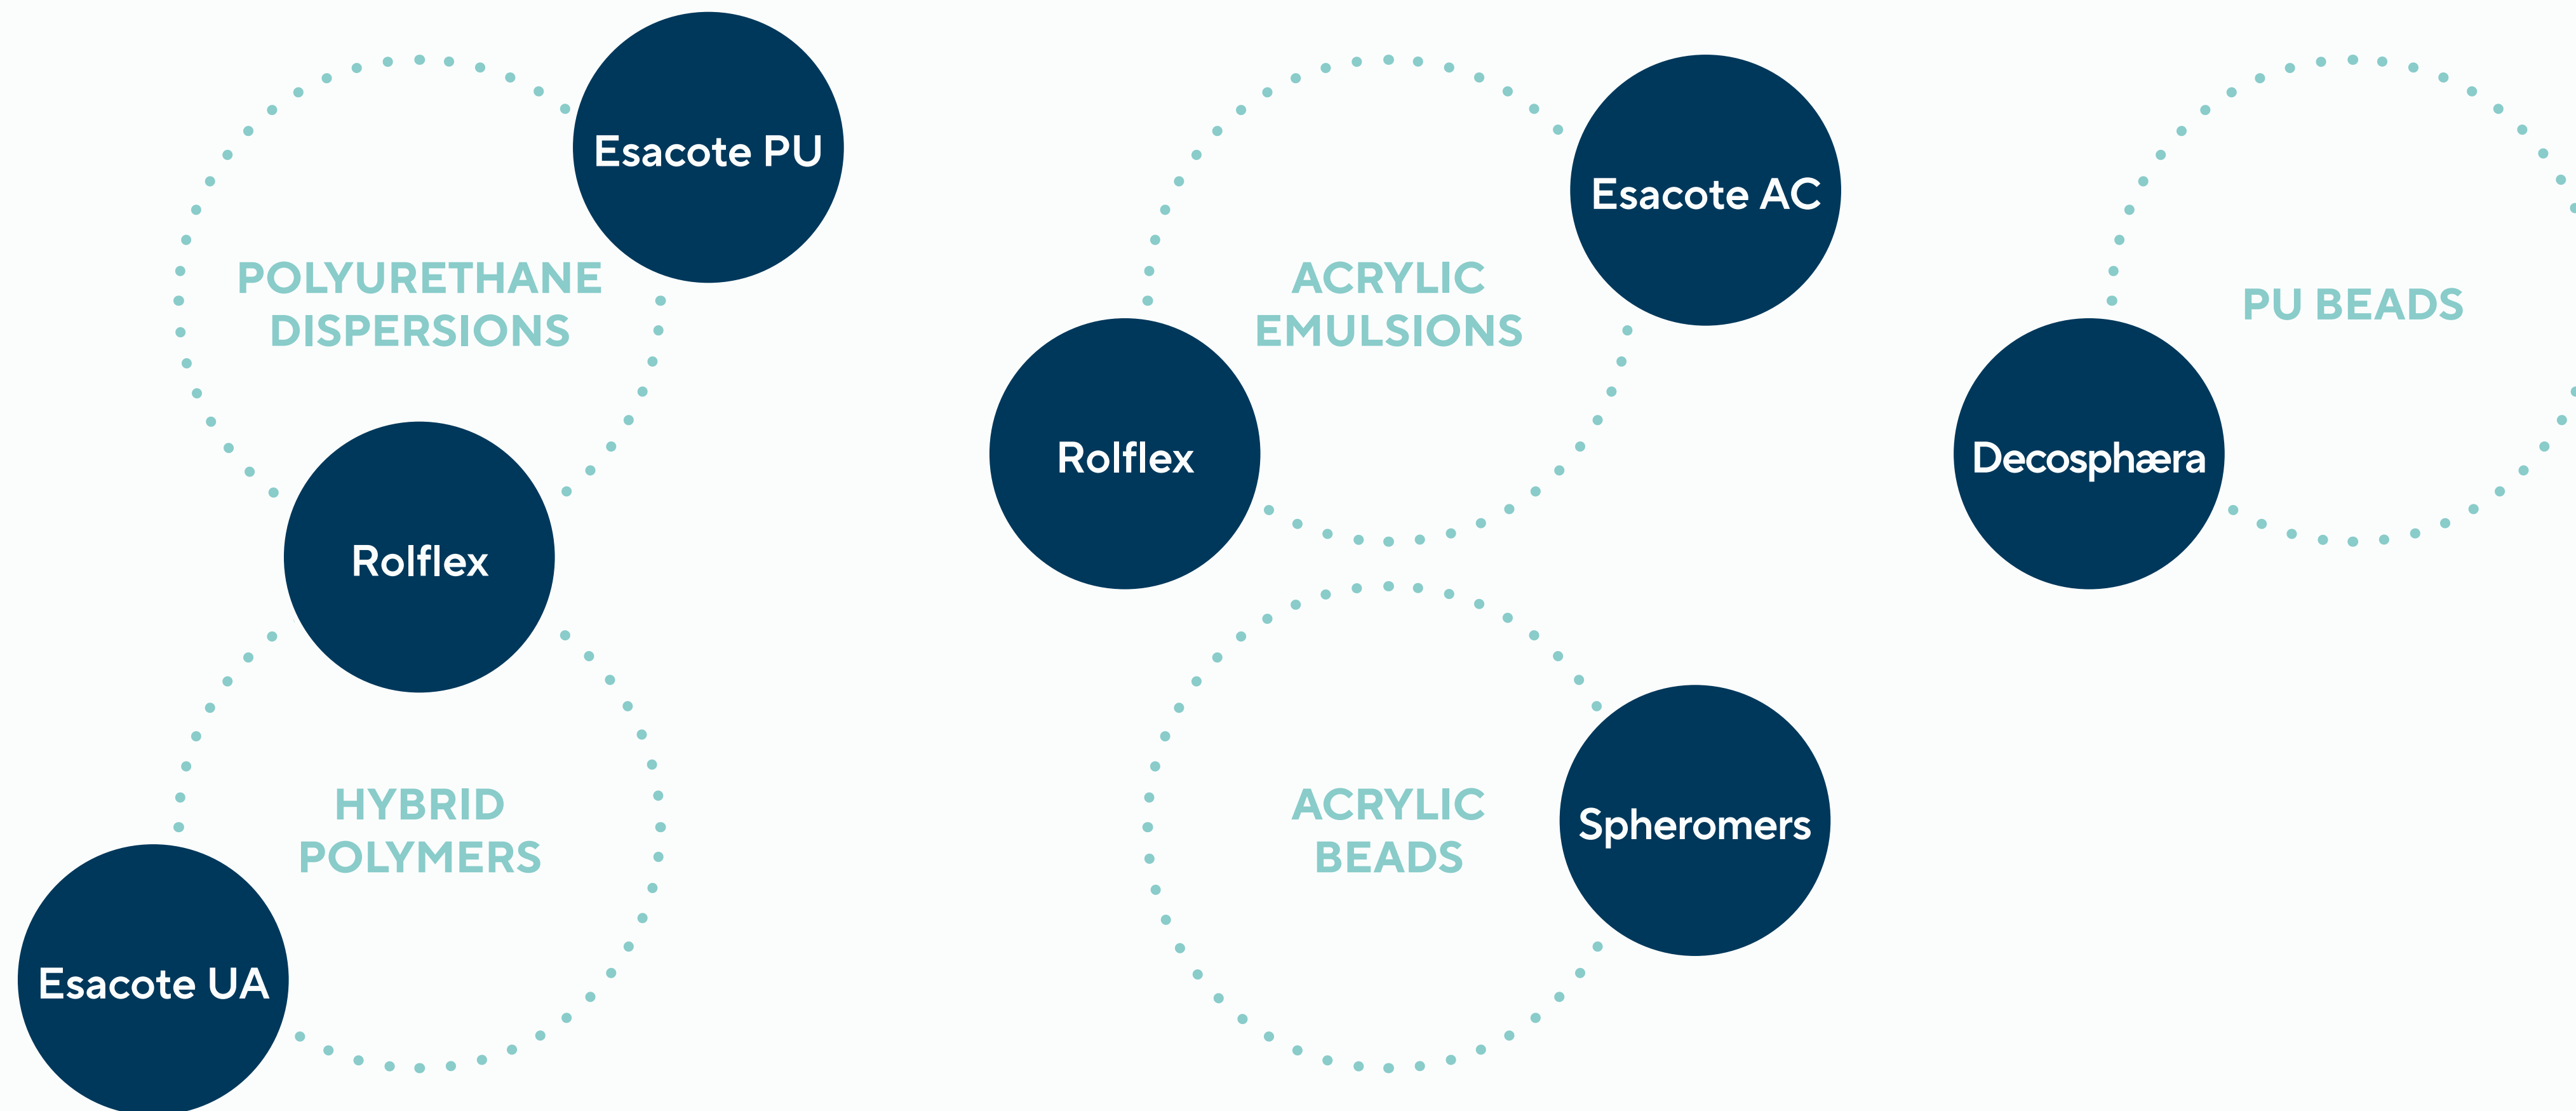 Esacote PU
POLYURETHANE
DISPERSIONS
Rolflex
HYBRID
POLYMERS
Esacote UA
Esacote AC
ACRYLIC
EMULSIONS
Rolflex
ACRYLIC
BEADS
Spheromers
PU BEADS
Decosphæra